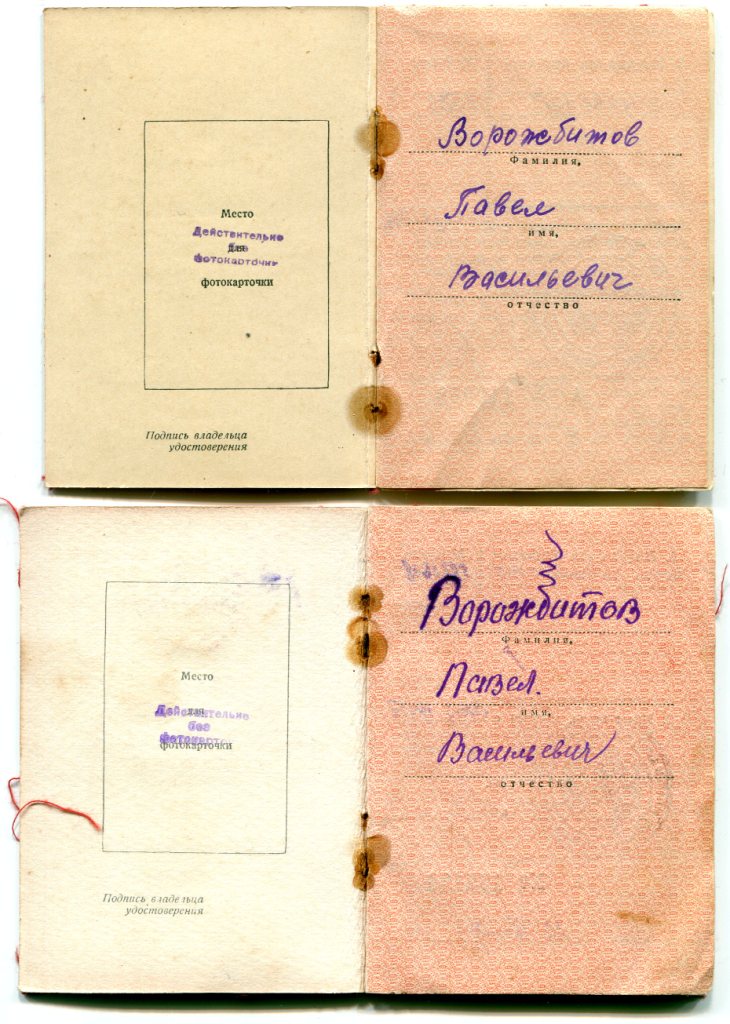 Место
Действительно
без
для
фотокарточки
фотокарточки
Подпись владельца
удостоверения
Ворожбитов
Фамилия,
Павел
имя,
Васильевич
отчество
Место
для
Действительно
без
фотокарто
фотокарточки
Подпись владельца
удостоверения
Ворожбитов
Фамилия,
Павел.
имя,
Васильевич
отчество